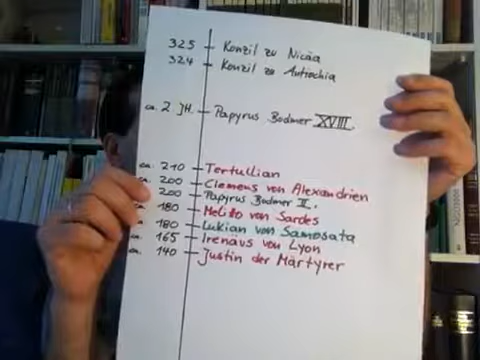 325 Konzil zu Nicäa
324 Konzil zu Antiochia
ca. 2 JH. Papyrus Bodmer XVIII.
ca. 210 Tertullian
ca. 200 Clemens von Alexandrien
200 Papyrus Bodmer II.
ca. 180 Melito von Sardes
ca. 180 Lukian von Samosata
ca. 165 Irenäus von Lyon
ca. 140 Justin der Märtyrer